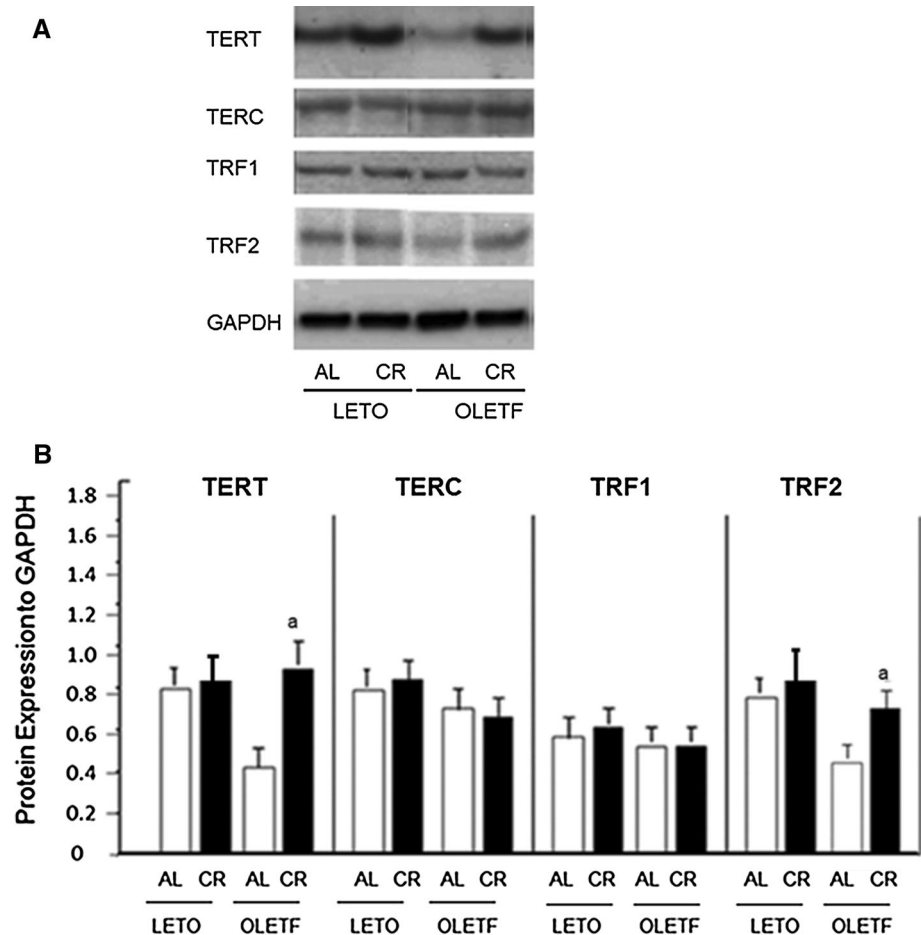 A
TERT
TERC
TRF1
TRF2
GAPDH
AL CR AL CR
LETO OLETF
B
TERT TERC TRF1 TRF2
Protein Expressionto GAPDH
1.8
1.6
1.4
1.2
1.0
0.8
0.6
0.4
0.2
0
a
a
AL CR AL CR AL CR AL CR AL CR AL CR AL CR AL CR
LETO OLETF LETO OLETF LETO OLETF LETO OLETF